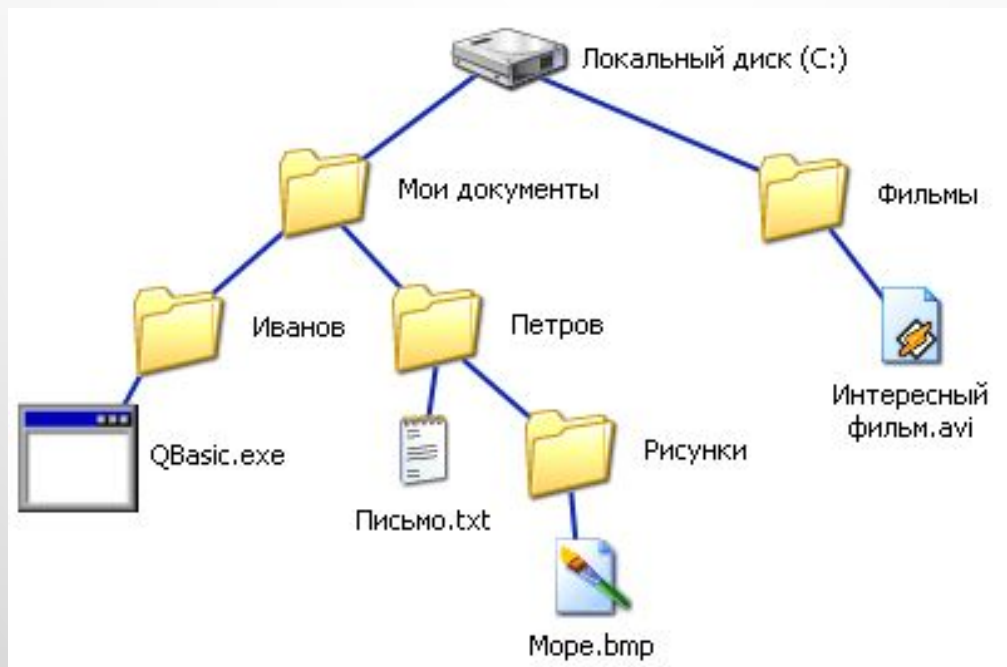 Локальный диск (C:)
Мои документы
Фильмы
Иванов
Петров
Интересный
фильм.avi
QBasic.exe
Рисунки
Письмо.txt
Море.bmp